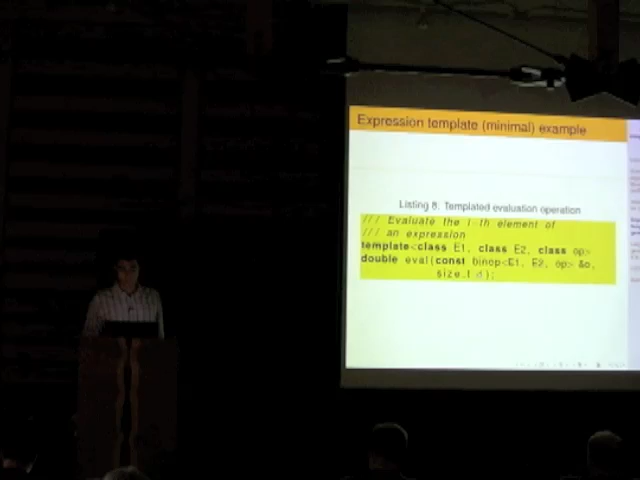 Expression template (minimal) example
Listing 8: Templated evaluation operation
/// Evaluate the i-th element of
/// an expression
template<class E1, class E2, class op>
double eval(const binop<E1, E2, op> &o,
size_t i);